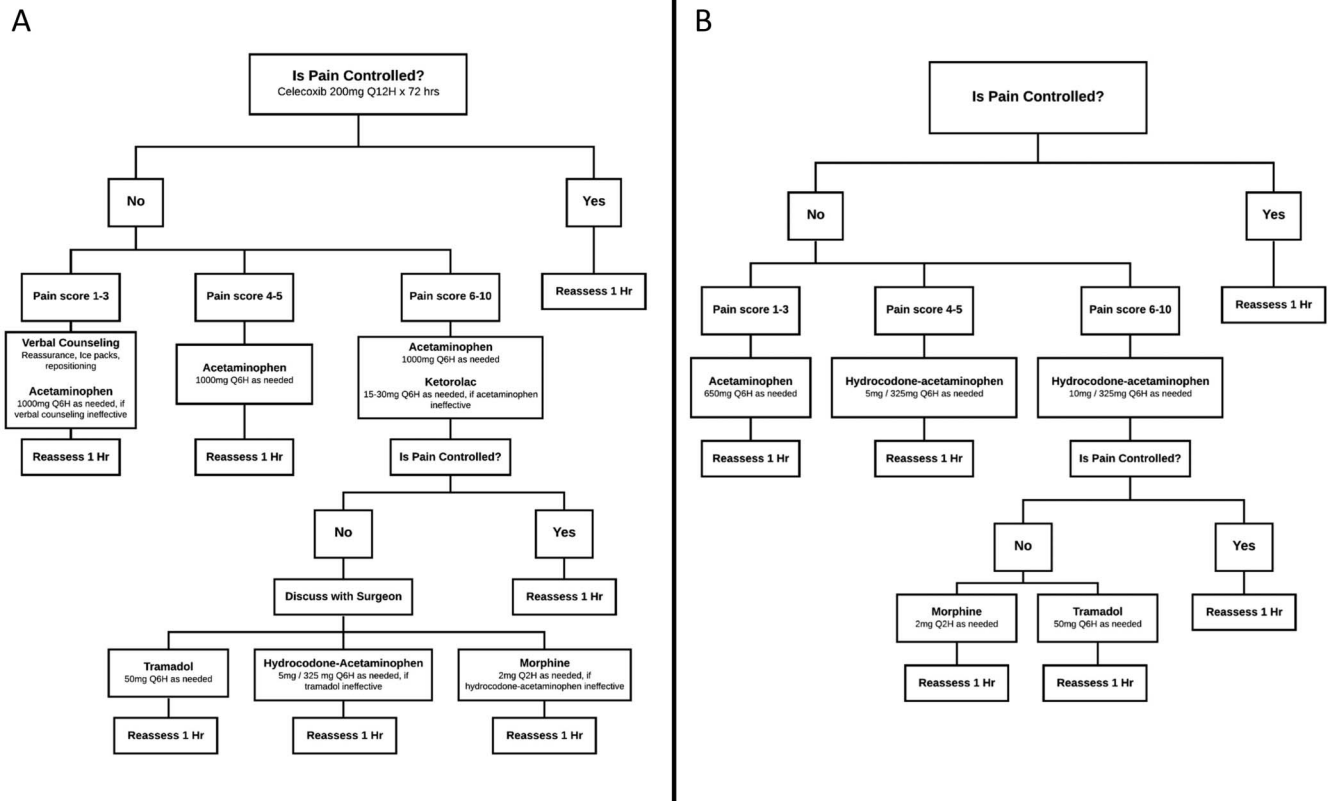 A
Is Pain Controlled?
Celecoxib 200mg Q12H x 72 hrs
No
Yes
Pain score 1-3
Pain score 4-5
Pain score 6-10
Reassess 1 Hr
Verbal Counseling
Reassurance, Ice packs,
repositioning
Acetaminophen
1000mg Q6H as needed, if
verbal counseling ineffective
Acetaminophen
1000mg Q6H as needed
Acetaminophen
1000mg Q6H as needed
Ketorolac
15-30mg Q6H as needed, if acetaminophen
ineffective
Reassess 1 Hr
Reassess 1 Hr
Is Pain Controlled?
No
Yes
Discuss with Surgeon
Reassess 1 Hr
Tramadol
50mg Q6H as needed
Hydrocodone-Acetaminophen
5mg / 325 mg Q6H as needed, if
tramadol ineffective
Morphine
2mg Q2H as needed, if
hydrocodone-acetaminophen ineffective
Reassess 1 Hr
Reassess 1 Hr
Reassess 1 Hr
B
Is Pain Controlled?
No
Yes
Pain score 1-3
Pain score 4-5
Pain score 6-10
Reassess 1 Hr
Acetaminophen
650mg Q6H as needed
Hydrocodone-acetaminophen
5mg / 325mg Q6H as needed
Hydrocodone-acetaminophen
10mg / 325mg Q6H as needed
Reassess 1 Hr
Reassess 1 Hr
Is Pain Controlled?
No
Yes
Morphine
2mg Q2H as needed
Tramadol
50mg Q6H as needed
Reassess 1 Hr
Reassess 1 Hr
Reassess 1 Hr